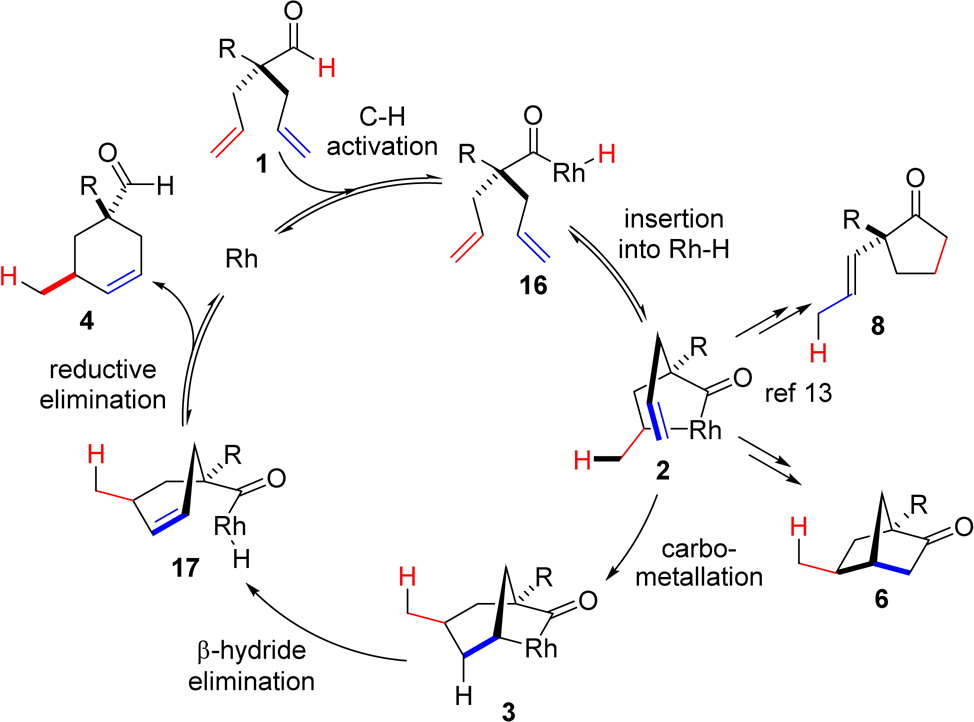 O
R
H
1
C-H
activation
O
R
Rh
H
16
insertion
into Rh-H
O
R
8
H
ref 13
R
O
Rh
H
2
carbo-
metallation
H
R
O
6
H
R
O
Rh
H
3
β-hydride
elimination
H
R
O
Rh
H
17
reductive
elimination
O
R
H
H
4
Rh